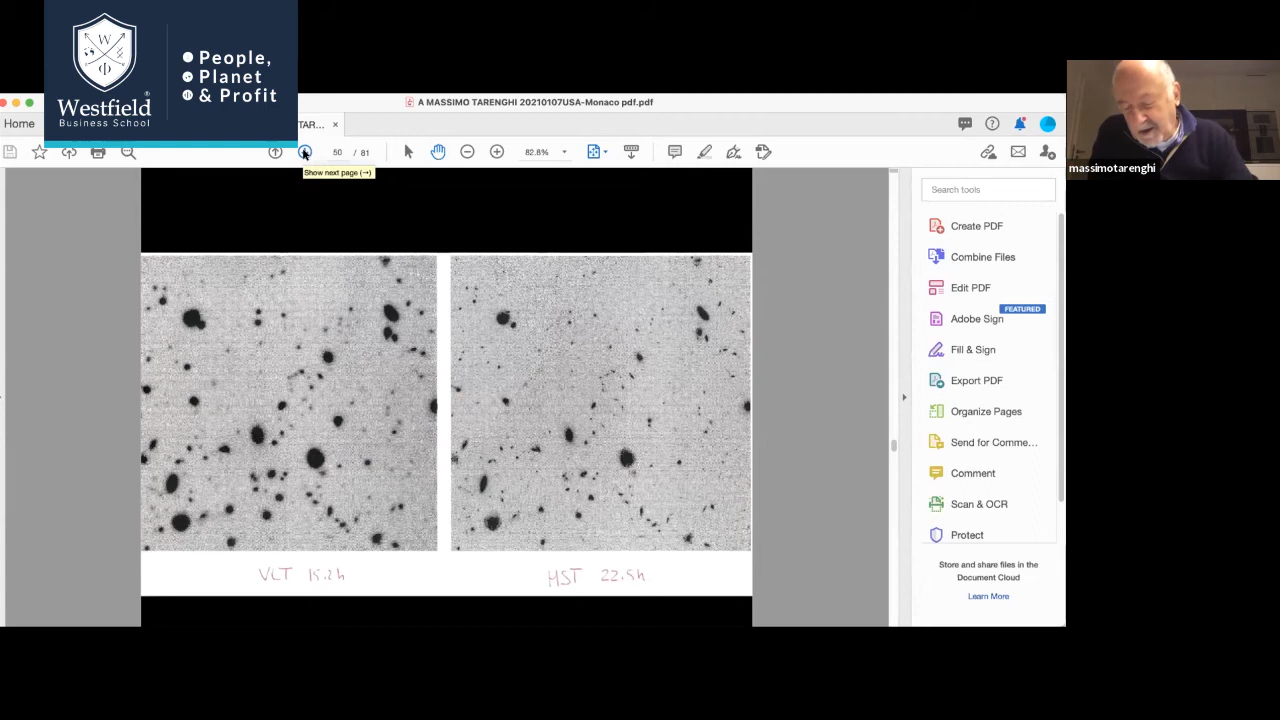 W
Φ
Westfield®
Business School
People,
Planet
& Profit
A MASSIMO TARENGHI 20210107USA-Monaco pdf.pdf
Home
TAR... ×
50 / 81
82.8%
Show next page (→)
massimotarenghi
Search tools
Create PDF
Combine Files
Edit PDF
FEATURED
Adobe Sign
Fill & Sign
Export PDF
Organize Pages
Send for Comme...
Comment
Scan & OCR
Protect
Store and share files in the
Document Cloud
Learn More
VLT 15.2h
HST 22.5h